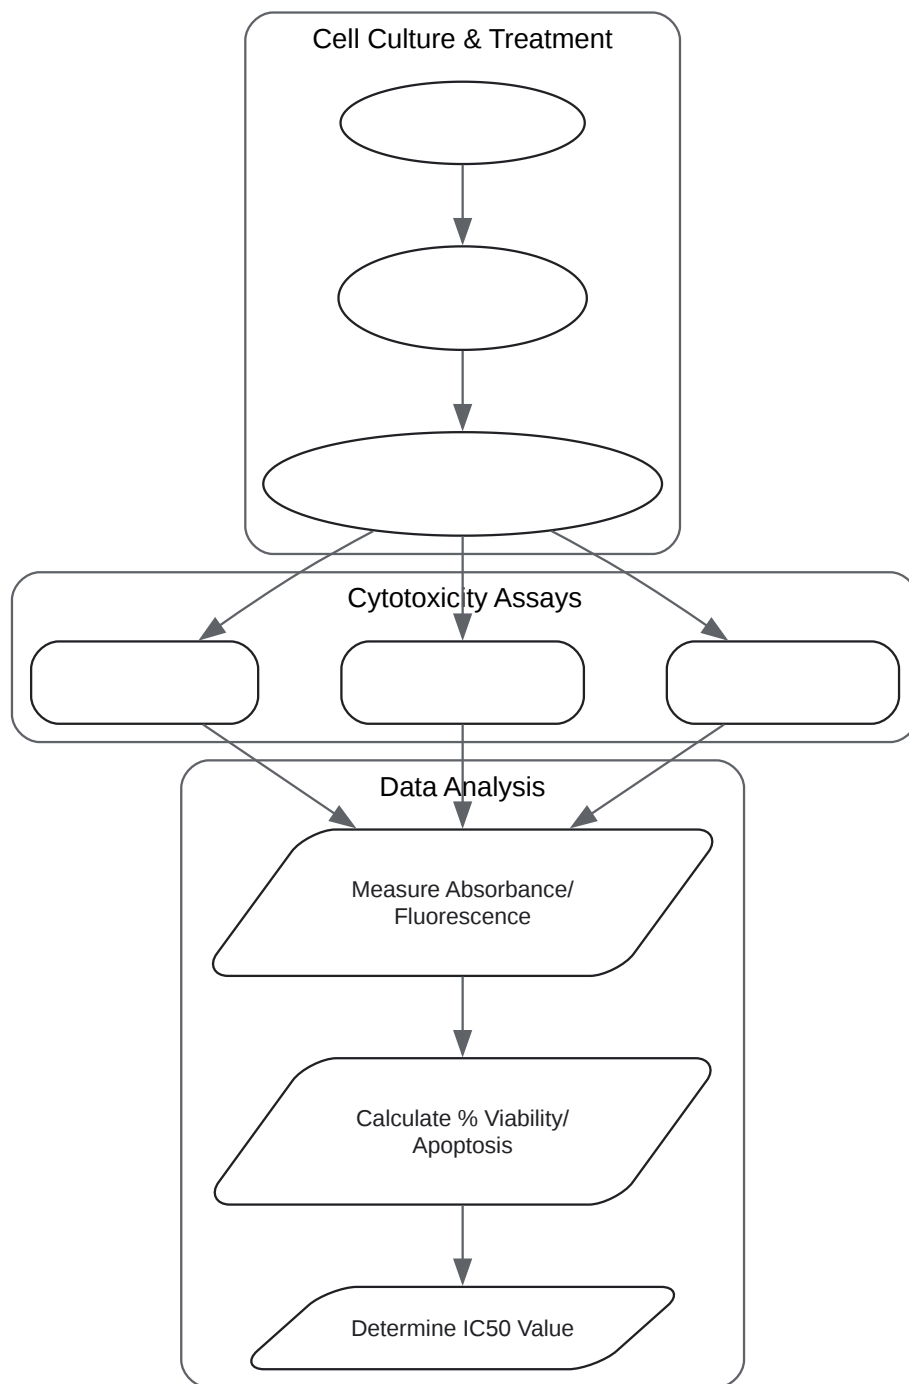 Cell Culture & Treatment
Cytotoxicity Assays
Data Analysis
Measure Absorbance/
Fluorescence
Calculate % Viability/
Apoptosis
Determine IC50 Value